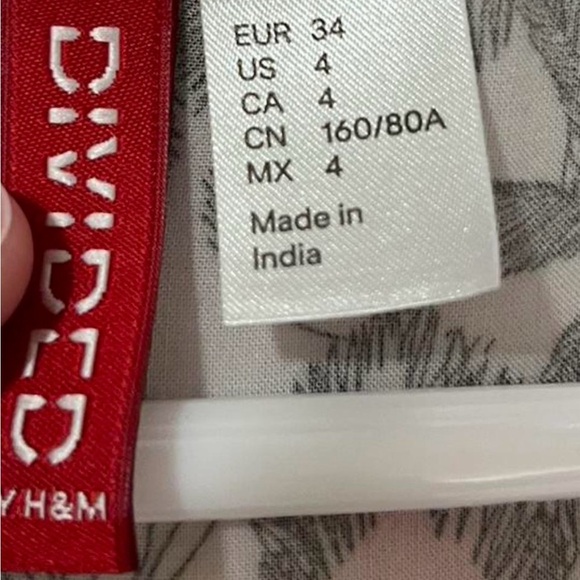 DIVIDED
Y H&M
EUR 34
US 4
CA 4
CN 160/80A
MX 4
Made in
India